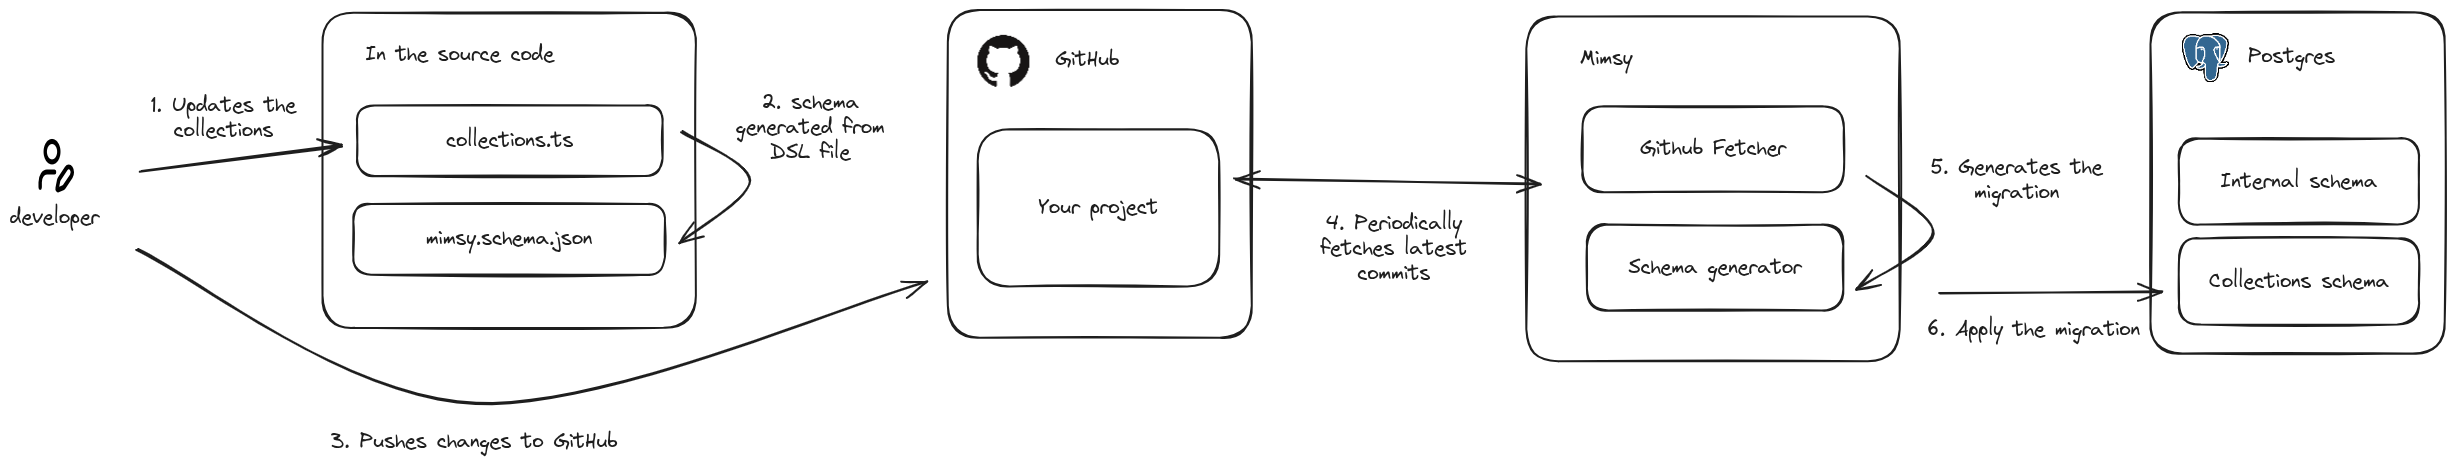 developer
1. Updates the
collections
In the source code
collections.ts
mimsy.schema.json
2. schema
generated from
DSL file
3. Pushes changes to GitHub
GitHub
Your project
4. Periodically
fetches latest
commits
Mimsy
Github Fetcher
Schema generator
5. Generates the
migration
6. Apply the migration
Postgres
Internal schema
Collections schema